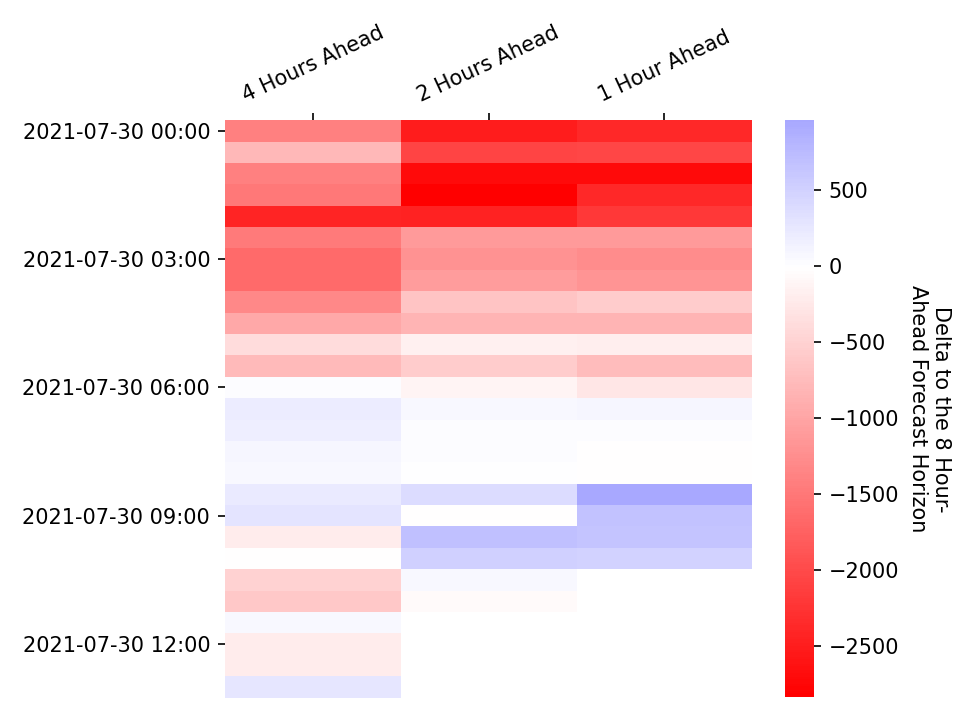 4 Hours Ahead
2 Hours Ahead
1 Hour Ahead
2021-07-30 00:00
2021-07-30 03:00
2021-07-30 06:00
2021-07-30 09:00
2021-07-30 12:00
500
0
−500
−1000
−1500
−2000
−2500
Delta to the 8 Hour-
Ahead Forecast Horizon